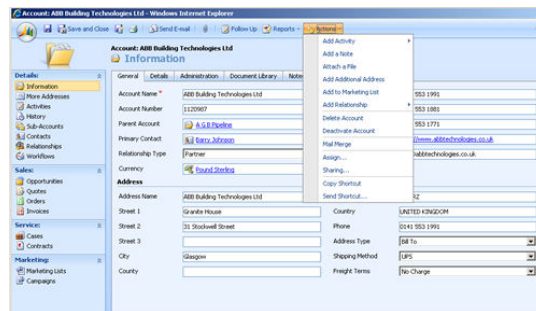 Account: ABB Building Technologies Ltd - Windows Internet Explorer
Save and Close
Send E-mail
Follow Up
Reports
Actions
Account: ABB Building Technologies Ltd
Information
Details:
Information
More Addresses
Activities
History
Sub-Accounts
Contacts
Relationships
Workflows
Sales:
Opportunities
Quotes
Orders
Invoices
Service:
Cases
Contracts
Marketing:
Marketing Lists
Campaigns
General Details Administration Document Library Notes
Account Name * ABB Building Technologies Ltd 553 1991
Account Number 1120987 553 1881
Parent Account A G B Pipeline 553 1771
Primary Contact Barry Johnson www.abbtechnologies.co.uk
Relationship Type Partner abbtechnologies.co.uk
Currency Pound Sterling
Address
Address Name ABB Building Technologies Ltd
Street 1 Granite House Country UNITED KINGDOM
Street 2 31 Stockwell Street Phone 0141 553 1991
Street 3 Address Type Bill To
City Glasgow Shipping Method UPS
County Freight Terms No Charge
Add Activity
Add a Note
Attach a File
Add Additional Address
Add to Marketing List
Add Relationship
Delete Account
Deactivate Account
Mail Merge
Assign...
Sharing...
Copy Shortcut
Send Shortcut...